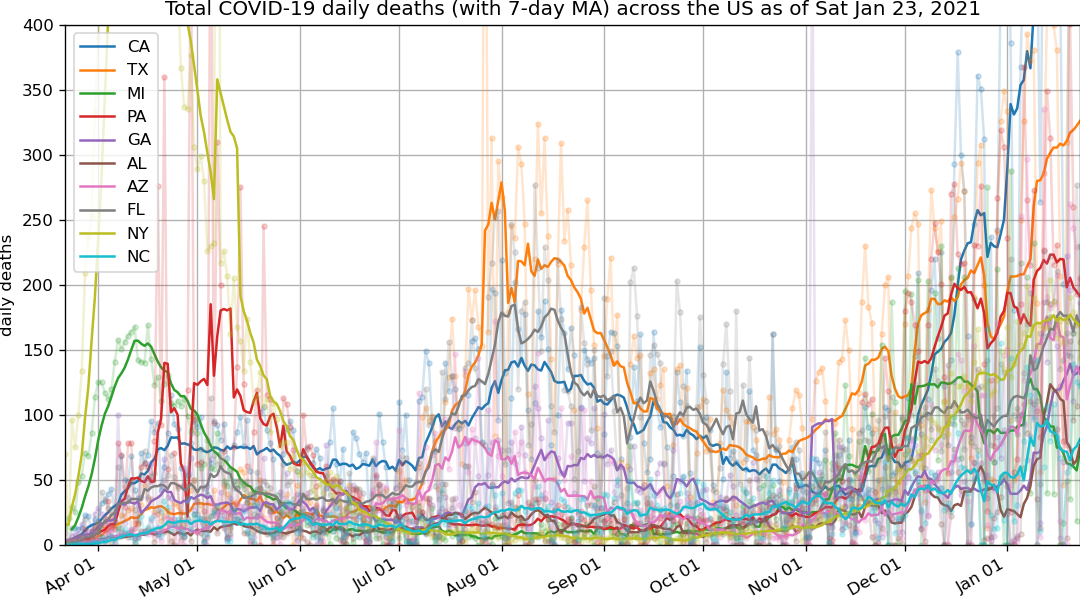 Total COVID-19 daily deaths (with 7-day MA) across the US as of Sat Jan 23, 2021
daily deaths
400
350
300
250
200
150
100
50
0
CA
TX
MI
PA
GA
AL
AZ
FL
NY
NC
Apr 01
May 01
Jun 01
Jul 01
Aug 01
Sep 01
Oct 01
Nov 01
Dec 01
Jan 01